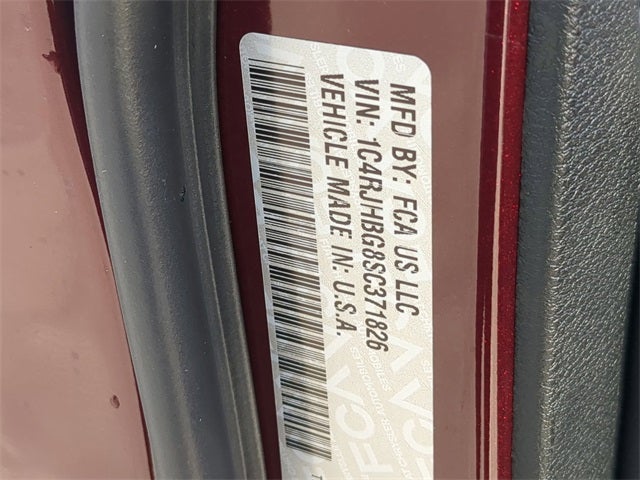 MFD BY: FCA US LLC
VIN: 1C4RJHBG8SC371826
VEHICLE MADE IN: U.S.A.